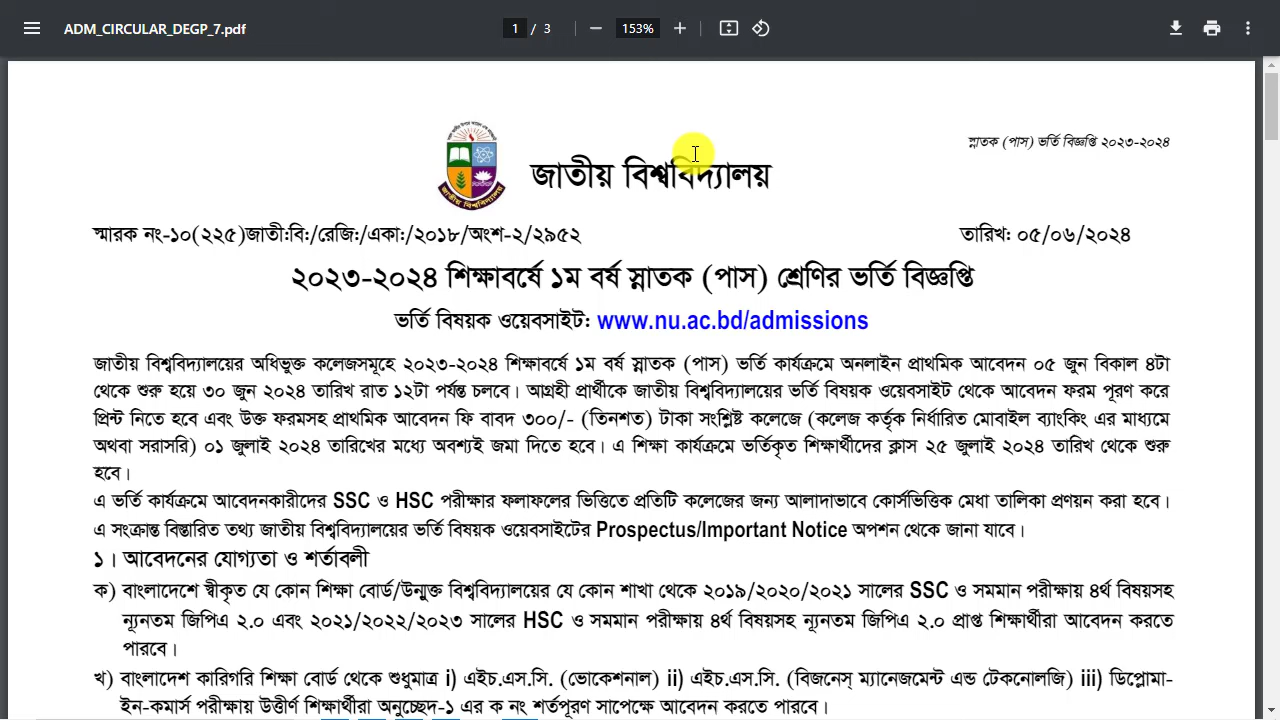 ADM_CIRCULAR_DEGP_7.pdf
1 / 3
153%
স্নাতক (পাস) ভর্তি বিজ্ঞপ্তি ২০২৩-২০২৪
জাতীয় বিশ্ববিদ্যালয়
স্মারক নং-১০(২২৫)জাতী:বি:/রেজি:/একা:/২০১৮/অংশ-২/২৯৫২ তারিখ: ০৫/০৬/২০২৪
২০২৩-২০২৪ শিক্ষাবর্ষে ১ম বর্ষ স্নাতক (পাস) শ্রেণির ভর্তি বিজ্ঞপ্তি
ভর্তি বিষয়ক ওয়েবসাইট: www.nu.ac.bd/admissions
জাতীয় বিশ্ববিদ্যালয়ের অধিভুক্ত কলেজসমূহে ২০২৩-২০২৪ শিক্ষাবর্ষে ১ম বর্ষ স্নাতক (পাস) ভর্তি কার্যক্রমে অনলাইন প্রাথমিক আবেদন ০৫ জুন বিকাল ৪টা
থেকে শুরু হয়ে ৩০ জুন ২০২৪ তারিখ রাত ১২টা পর্যন্ত চলবে। আগ্রহী প্রার্থীকে জাতীয় বিশ্ববিদ্যালয়ের ভর্তি বিষয়ক ওয়েবসাইট থেকে আবেদন ফরম পূরণ করে
প্রিন্ট নিতে হবে এবং উক্ত ফরমসহ প্রাথমিক আবেদন ফি বাবদ ৩০০/- (তিনশত) টাকা সংশ্লিষ্ট কলেজে (কলেজ কর্তৃক নির্ধারিত মোবাইল ব্যাংকিং এর মাধ্যমে
অথবা সরাসরি) ০১ জুলাই ২০২৪ তারিখের মধ্যে অবশ্যই জমা দিতে হবে। এ শিক্ষা কার্যক্রমে ভর্তিকৃত শিক্ষার্থীদের ক্লাস ২৫ জুলাই ২০২৪ তারিখ থেকে শুরু
হবে।
এ ভর্তি কার্যক্রমে আবেদনকারীদের SSC ও HSC পরীক্ষার ফলাফলের ভিত্তিতে প্রতিটি কলেজের জন্য আলাদাভাবে কোর্সভিত্তিক মেধা তালিকা প্রণয়ন করা হবে।
এ সংক্রান্ত বিস্তারিত তথ্য জাতীয় বিশ্ববিদ্যালয়ের ভর্তি বিষয়ক ওয়েবসাইটের Prospectus/Important Notice অপশন থেকে জানা যাবে।
১। আবেদনের যোগ্যতা ও শর্তাবলী
ক) বাংলাদেশে স্বীকৃত যে কোন শিক্ষা বোর্ড/উন্মুক্ত বিশ্ববিদ্যালয়ের যে কোন শাখা থেকে ২০১৯/২০২০/২০২১ সালের SSC ও সমমান পরীক্ষায় ৪র্থ বিষয়সহ
ন্যূনতম জিপিএ ২.০ এবং ২০২১/২০২২/২০২৩ সালের HSC ও সমমান পরীক্ষায় ৪র্থ বিষয়সহ ন্যূনতম জিপিএ ২.০ প্রাপ্ত শিক্ষার্থীরা আবেদন করতে
পারবে।
খ) বাংলাদেশ কারিগরি শিক্ষা বোর্ড থেকে শুধুমাত্র i) এইচ.এস.সি. (ভোকেশনাল) ii) এইচ.এস.সি. (বিজনেস্ ম্যানেজমেন্ট এন্ড টেকনোলজি) iii) ডিপ্লোমা-
ইন-কমার্স পরীক্ষায় উত্তীর্ণ শিক্ষার্থীরা অনুচ্ছেদ-১ এর ক নং শর্তপূরণ সাপেক্ষে আবেদন করতে পারবে।